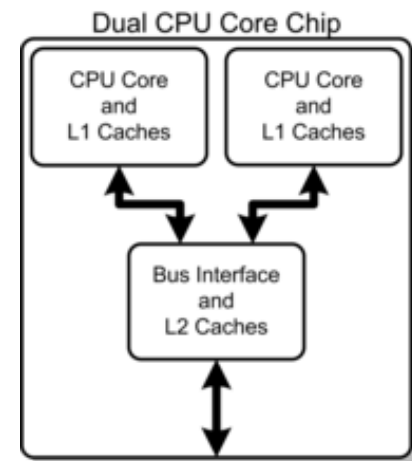 Dual CPU Core Chip
CPU Core
and
L1 Caches
CPU Core
and
L1 Caches
Bus Interface
and
L2 Caches